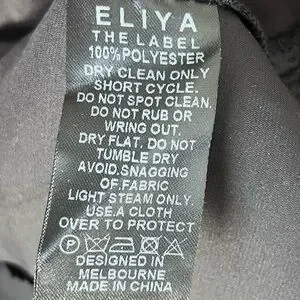 ELIYA
THE LABEL
100% POLYESTER
DRY CLEAN ONLY
SHORT CYCLE.
DO NOT SPOT CLEAN.
DO NOT RUB OR
WRING OUT.
DRY FLAT. DO NOT
TUMBLE DRY
AVOID.SNAGGING
OF.FABRIC
LIGHT STEAM ONLY.
USE.A CLOTH
OVER TO PROTECT
P
DESIGNED IN
MELBOURNE
MADE IN CHINA